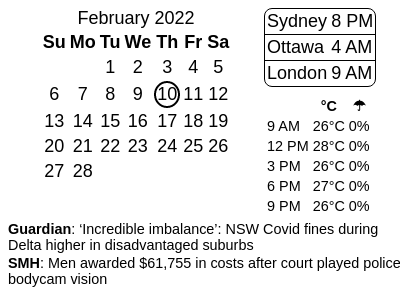 February 2022
Su Mo Tu We Th Fr Sa
1 2 3 4 5
6 7 8 9 10 11 12
13 14 15 16 17 18 19
20 21 22 23 24 25 26
27 28
Sydney 8 PM
Ottawa 4 AM
London 9 AM
°C ☂
9 AM 26°C 0%
12 PM 28°C 0%
3 PM 26°C 0%
6 PM 27°C 0%
9 PM 26°C 0%
Guardian: ‘Incredible imbalance’: NSW Covid fines during
Delta higher in disadvantaged suburbs
SMH: Men awarded $61,755 in costs after court played police
bodycam vision